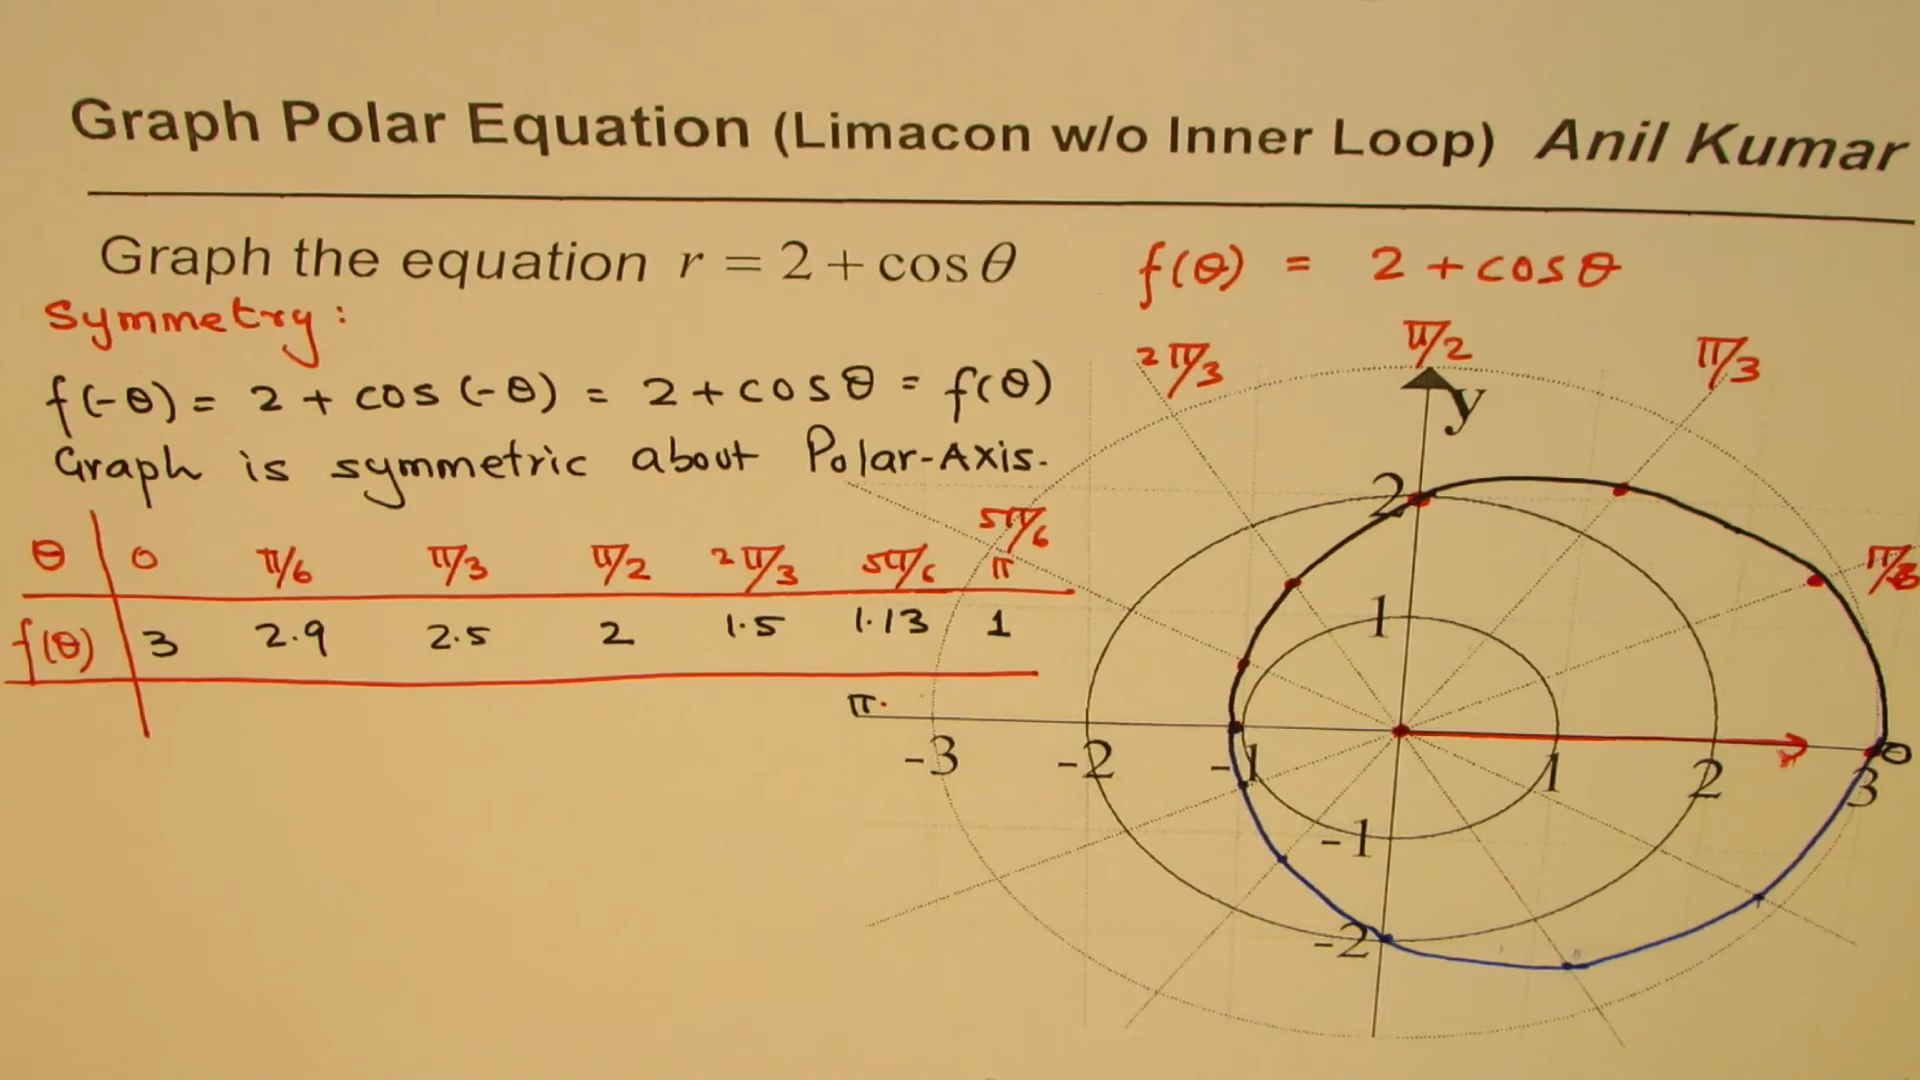 Graph Polar Equation (Limacon w/o Inner Loop) Anil Kumar
Graph the equation r = 2 + cos θ
f(θ) = 2 + cos θ
Symmetry:
f(-θ) = 2 + cos (-θ) = 2 + cos θ = f(θ)
Graph is symmetric about Polar-Axis.
θ 0 π/6 π/3 π/2 2π/3 5π/6 π
f(θ) 3 2.9 2.5 2 1.5 1.13 1
2π/3 π/2 π/3
y
5π/6
2
1
π
-3 -2 -1 1 2 3 0
-1
-2